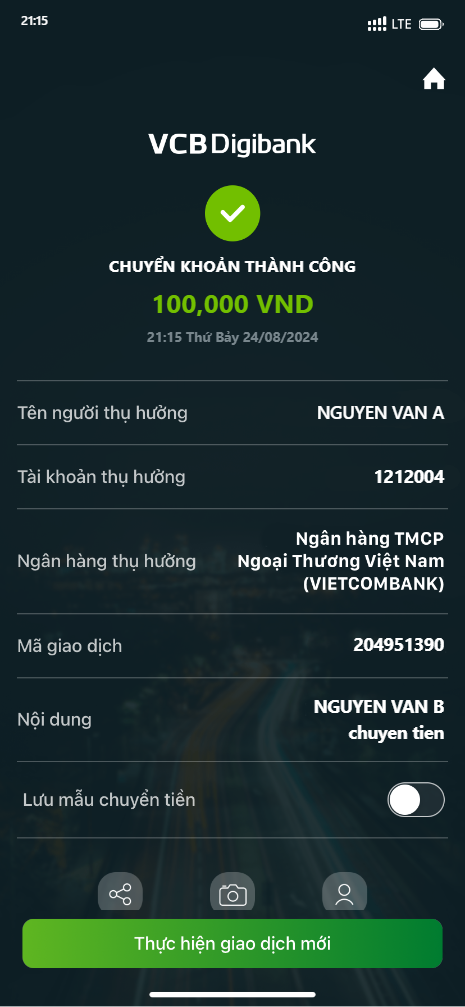 21:15
LTE
VCB Digibank
CHUYỂN KHOẢN THÀNH CÔNG
100,000 VND
21:15 Thứ Bảy 24/08/2024
Tên người thụ hưởng
NGUYEN VAN A
Tài khoản thụ hưởng
1212004
Ngân hàng thụ hưởng
Ngân hàng TMCP
Ngoại Thương Việt Nam
(VIETCOMBANK)
Mã giao dịch
204951390
Nội dung
NGUYEN VAN B
chuyen tien
Lưu mẫu chuyển tiền
Thực hiện giao dịch mới